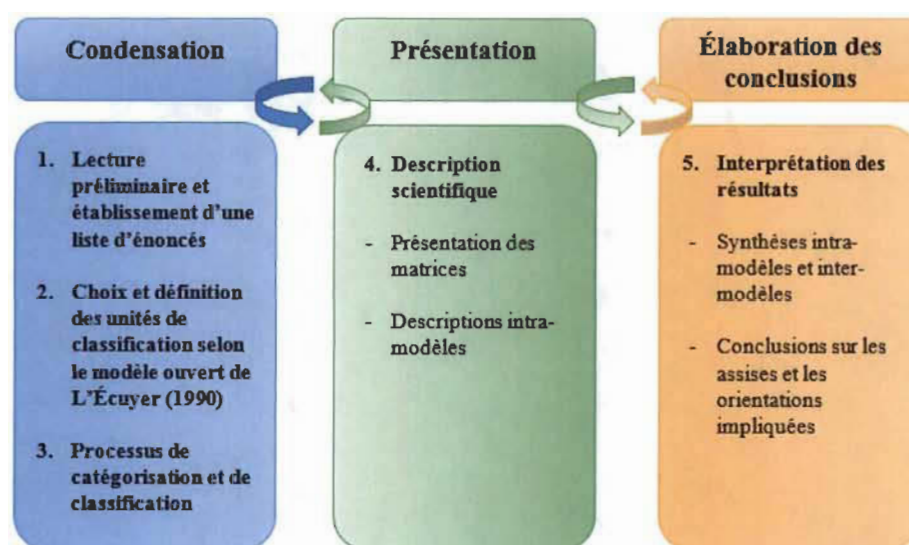 Condensation
1. Lecture
préliminaire et
établissement d'une
liste d'énoncés
2. Choix et définition
des unités de
classification selon
le modèle ouvert de
L'Écuyer (1990)
3. Processus de
catégorisation et de
classification
Présentation
4. Description
scientifique
- Présentation des
matrices
- Descriptions intra-
modèles
Élaboration des
conclusions
5. Interprétation des
résultats
- Synthèses intra-
modèles et inter-
modèles
- Conclusions sur les
assises et les
orientations
impliquées